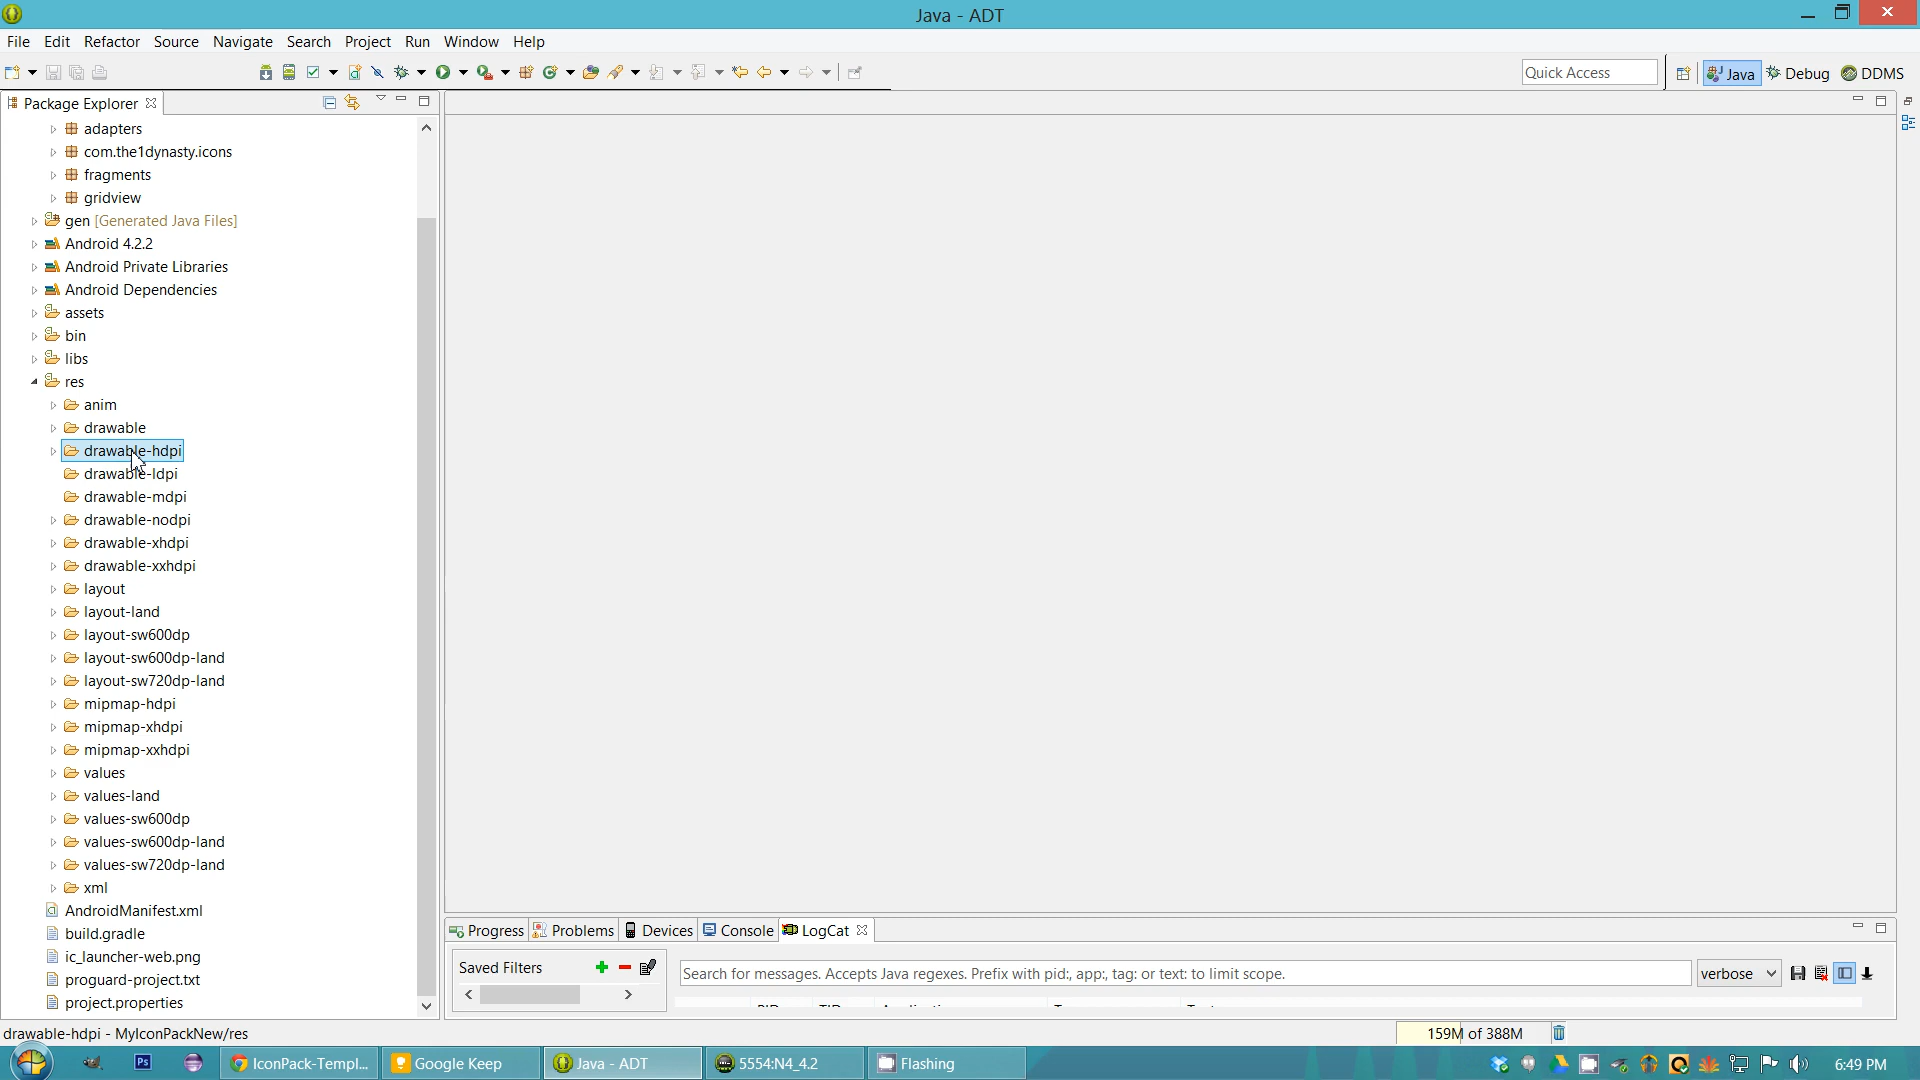 Java - ADT
File Edit Refactor Source Navigate Search Project Run Window Help
Quick Access
Java Debug DDMS
Package Explorer
adapters
com.the1dynasty.icons
fragments
gridview
gen [Generated Java Files]
Android 4.2.2
Android Private Libraries
Android Dependencies
assets
bin
libs
res
anim
drawable
drawable-hdpi
drawable-ldpi
drawable-mdpi
drawable-nodpi
drawable-xhdpi
drawable-xxhdpi
layout
layout-land
layout-sw600dp
layout-sw600dp-land
layout-sw720dp-land
mipmap-hdpi
mipmap-xhdpi
mipmap-xxhdpi
values
values-land
values-sw600dp
values-sw600dp-land
values-sw720dp-land
xml
AndroidManifest.xml
build.gradle
ic_launcher-web.png
proguard-project.txt
project.properties
Progress Problems Devices Console LogCat
Saved Filters
Search for messages. Accepts Java regexes. Prefix with pid:, app:, tag: or text: to limit scope.
verbose
drawable-hdpi - MyIconPackNew/res
159M of 388M
Ps
IconPack-Templ...
Google Keep
Java - ADT
5554:N4_4.2
Flashing
6:49 PM